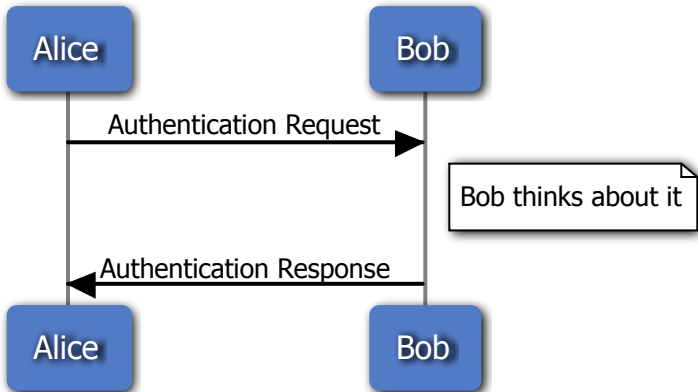 Alice
Bob
Authentication Request
Bob thinks about it
Authentication Response
Alice
Bob